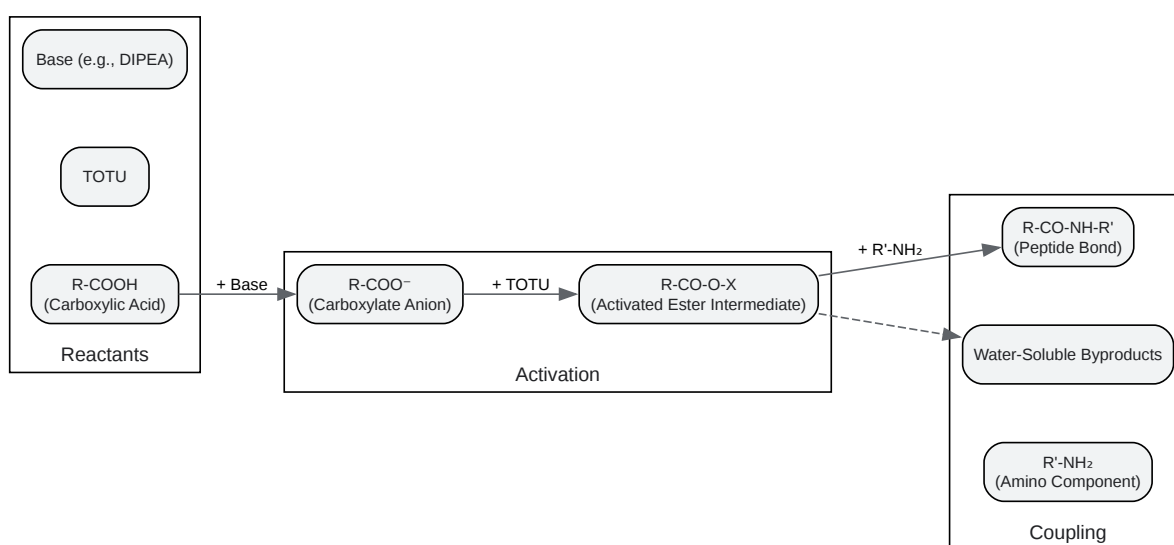 Base (e.g., DIPEA)
TOTU
R-COOH
(Carboxylic Acid)
Reactants
+ Base
R-COO⁻
(Carboxylate Anion)
+ TOTU
R-CO-O-X
(Activated Ester Intermediate)
Activation
+ R'-NH₂
R-CO-NH-R'
(Peptide Bond)
Water-Soluble Byproducts
R'-NH₂
(Amino Component)
Coupling